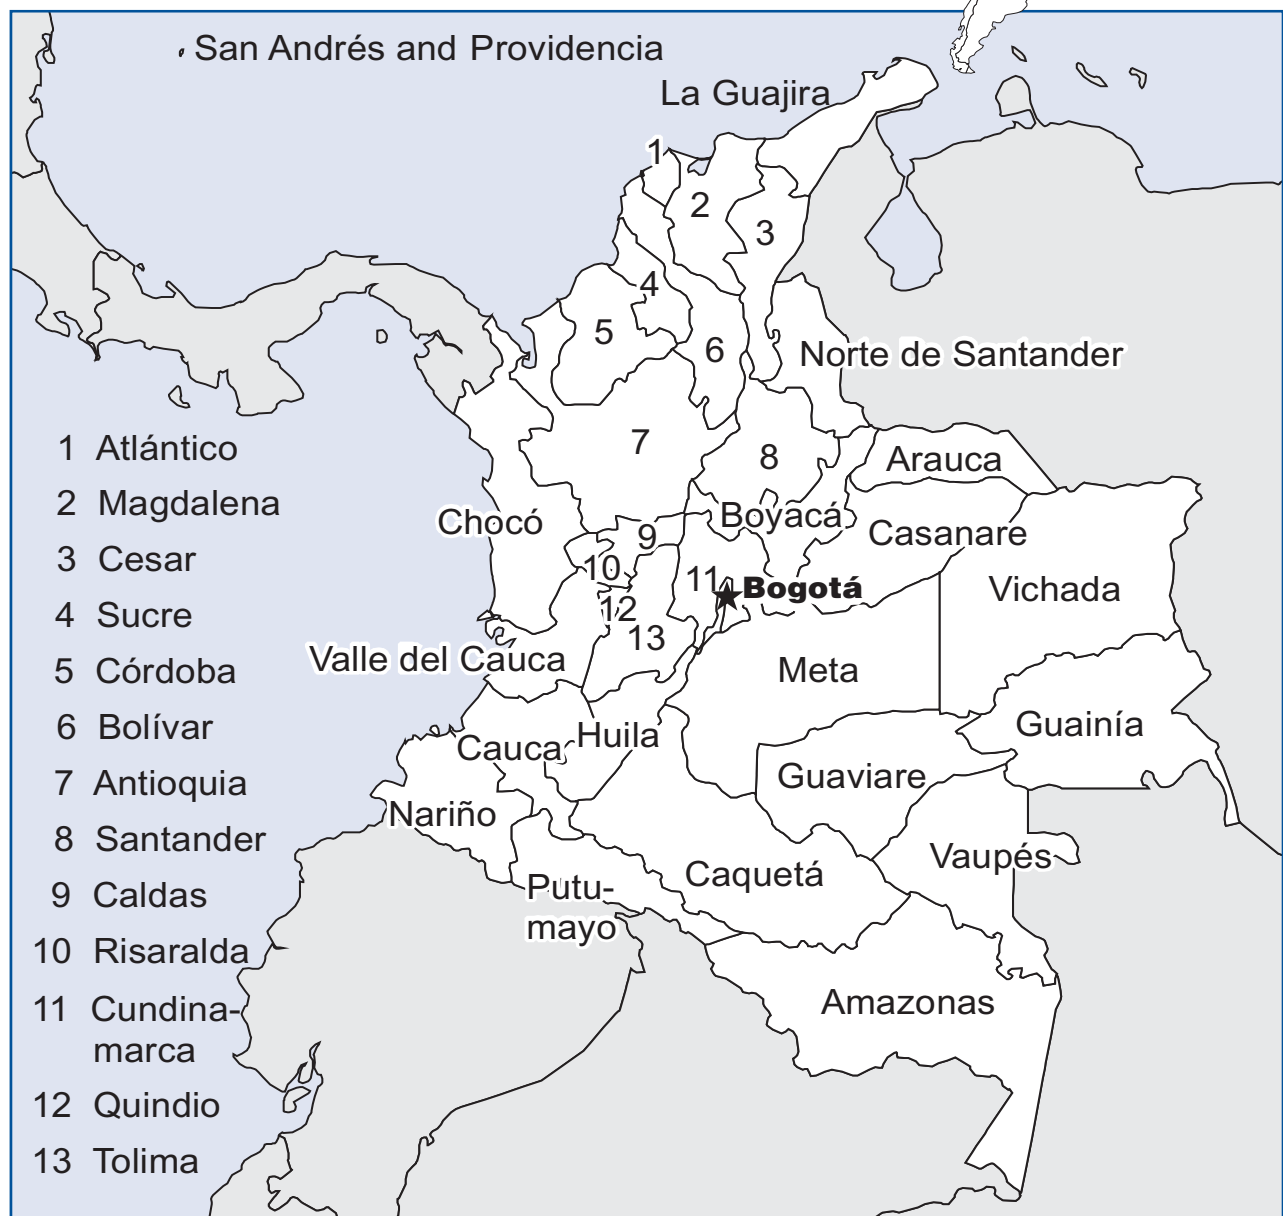 San Andrés and Providencia
La Guajira
1
2
3
4
5
6
Norte de Santander
7
8
Arauca
Chocó
9
Boyacá
Casanare
10
11
Bogotá
Vichada
12
13
Valle del Cauca
Meta
Cauca
Huila
Guainía
Guaviare
Nariño
Vaupés
Caquetá
Putu-
mayo
Amazonas
1 Atlántico
2 Magdalena
3 Cesar
4 Sucre
5 Córdoba
6 Bolívar
7 Antioquia
8 Santander
9 Caldas
10 Risaralda
11 Cundina-
marca
12 Quindio
13 Tolima